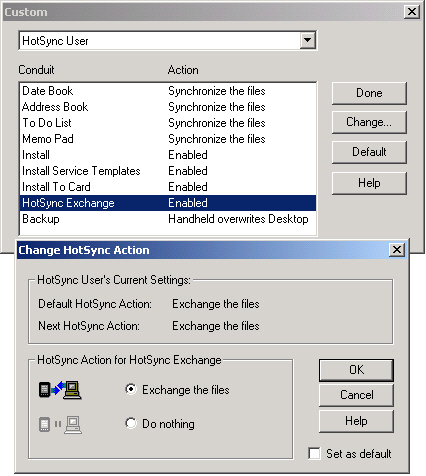 Custom
HotSync User
Conduit Action
Date Book Synchronize the files
Address Book Synchronize the files
To Do List Synchronize the files
Memo Pad Synchronize the files
Install Enabled
Install Service Templates Enabled
Install To Card Enabled
HotSync Exchange Enabled
Backup Handheld overwrites Desktop
Done
Change...
Default
Help
Change HotSync Action
HotSync User's Current Settings:
Default HotSync Action: Exchange the files
Next HotSync Action: Exchange the files
HotSync Action for HotSync Exchange
Exchange the files
Do nothing
OK
Cancel
Help
Set as default